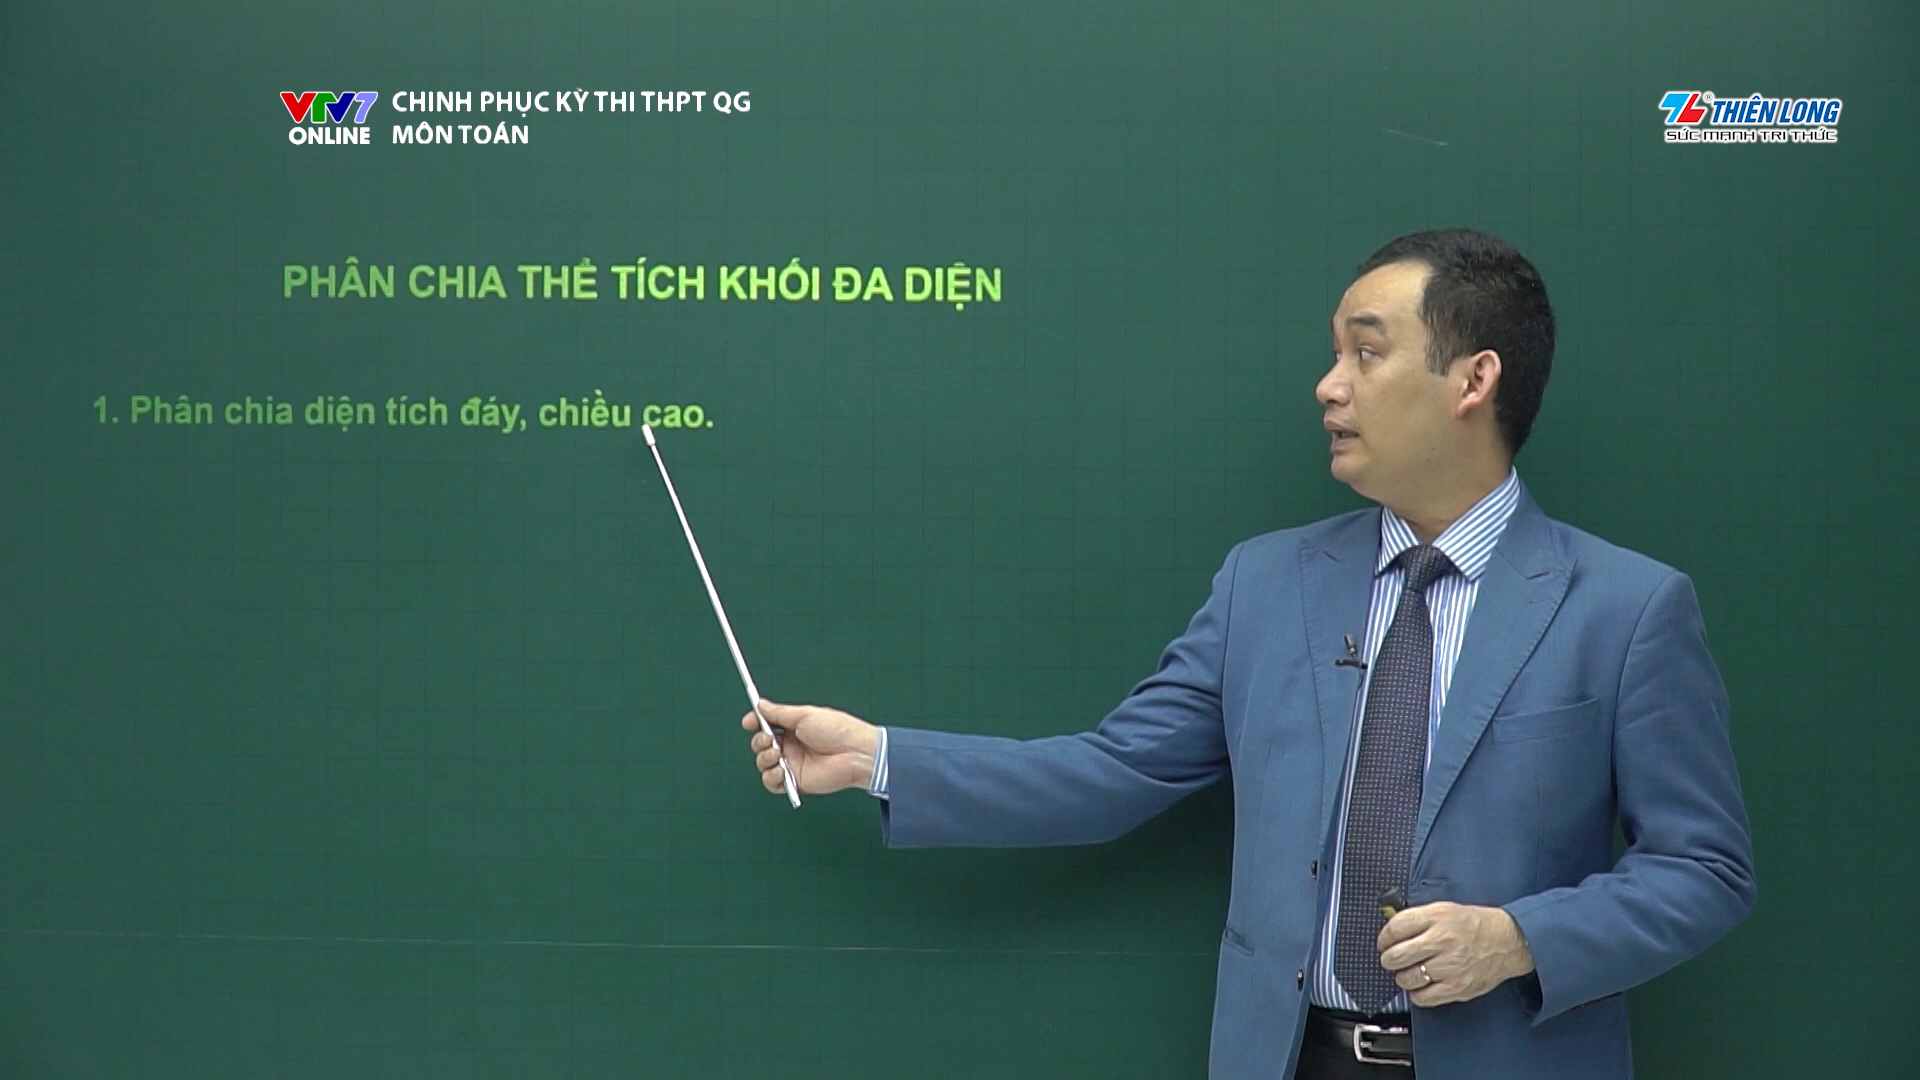 VTV7 CHINH PHỤC KỲ THI THPT QG
ONLINE MÔN TOÁN
TL® THIÊN LONG
SỨC MẠNH TRI THỨC
PHÂN CHIA THỂ TÍCH KHỐI ĐA DIỆN
1. Phân chia diện tích đáy, chiều cao.